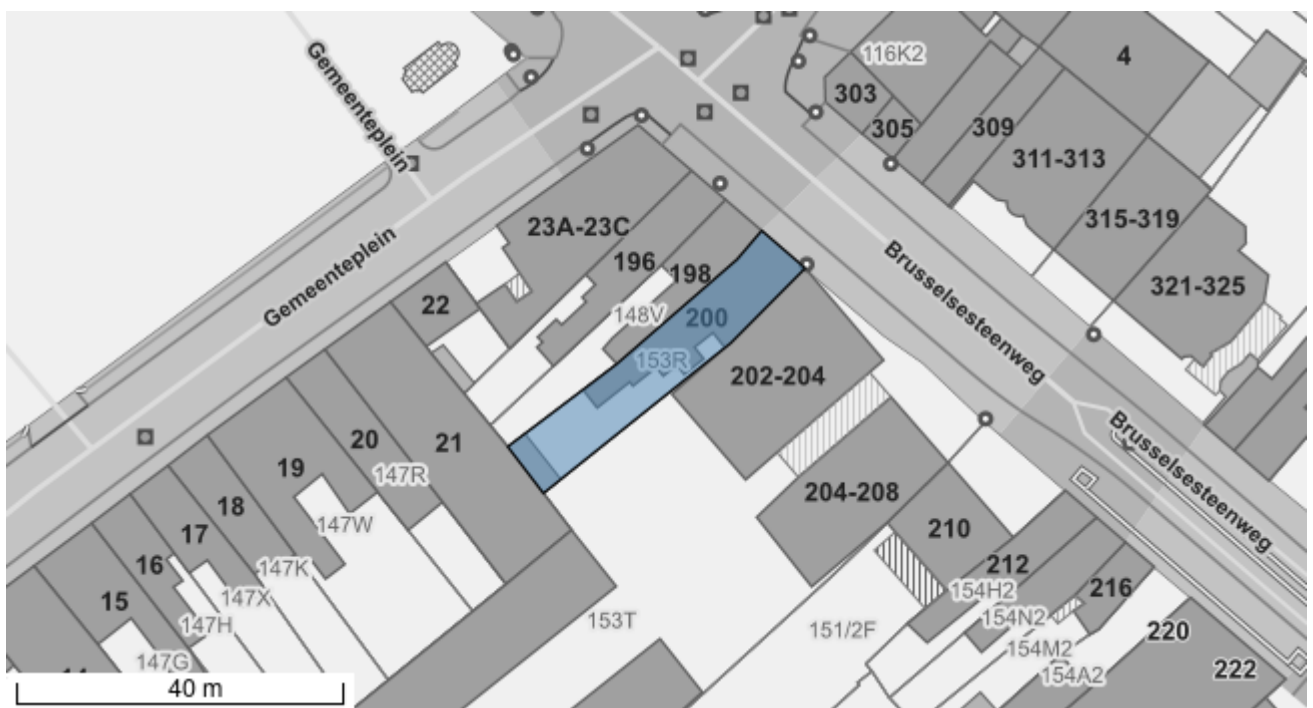 Gemeenteplein
116K2
4
303
305
309
311-313
315-319
321-325
23A-23C
196
198
148V
200
153R
Gemeenteplein
22
Brusselsesteenweg
202-204
Brusselsesteenweg
20
21
147R
19
18
147W
17
147K
16
147X
147H
15
147G
204-208
210
212
154H2
216
154N2
154M2
154A2
220
222
153T
151/2F
40 m